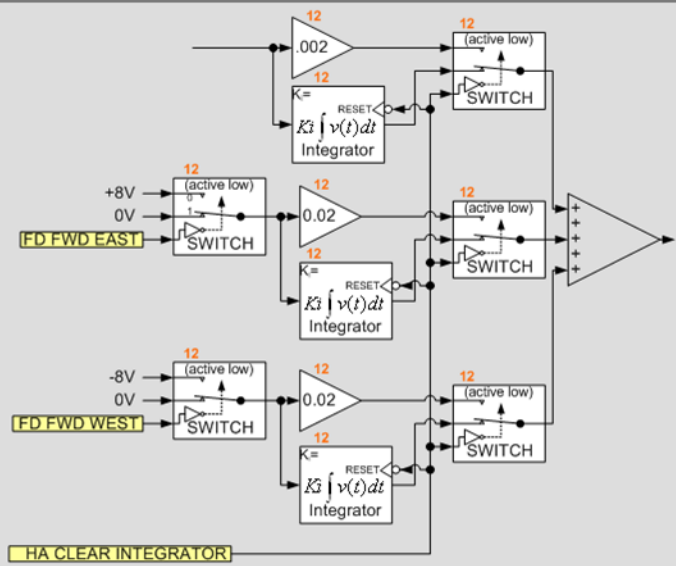 12
.002
12
(active low)
SWITCH
12
K=
RESET
Ki ∫ v(t)dt
Integrator
12
(active low)
0
1
SWITCH
+8V
0V
FD FWD EAST
12
0.02
12
(active low)
SWITCH
12
K=
RESET
Ki ∫ v(t)dt
Integrator
+
+
+
+
+
12
(active low)
SWITCH
-8V
0V
FD FWD WEST
12
0.02
12
(active low)
SWITCH
12
K=
RESET
Ki ∫ v(t)dt
Integrator
HA CLEAR INTEGRATOR